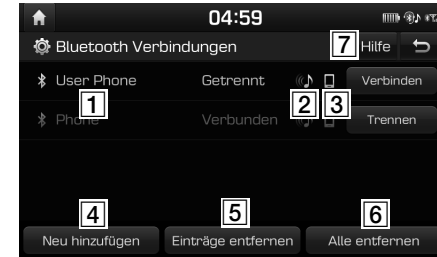 04:59
Bluetooth Verbindungen 7 Hilfe
User Phone Getrennt Verbinden
1 2 3
Phone Verbunden Trennen
4 5 6
Neu hinzufügen Einträge entfernen Alle entfernen